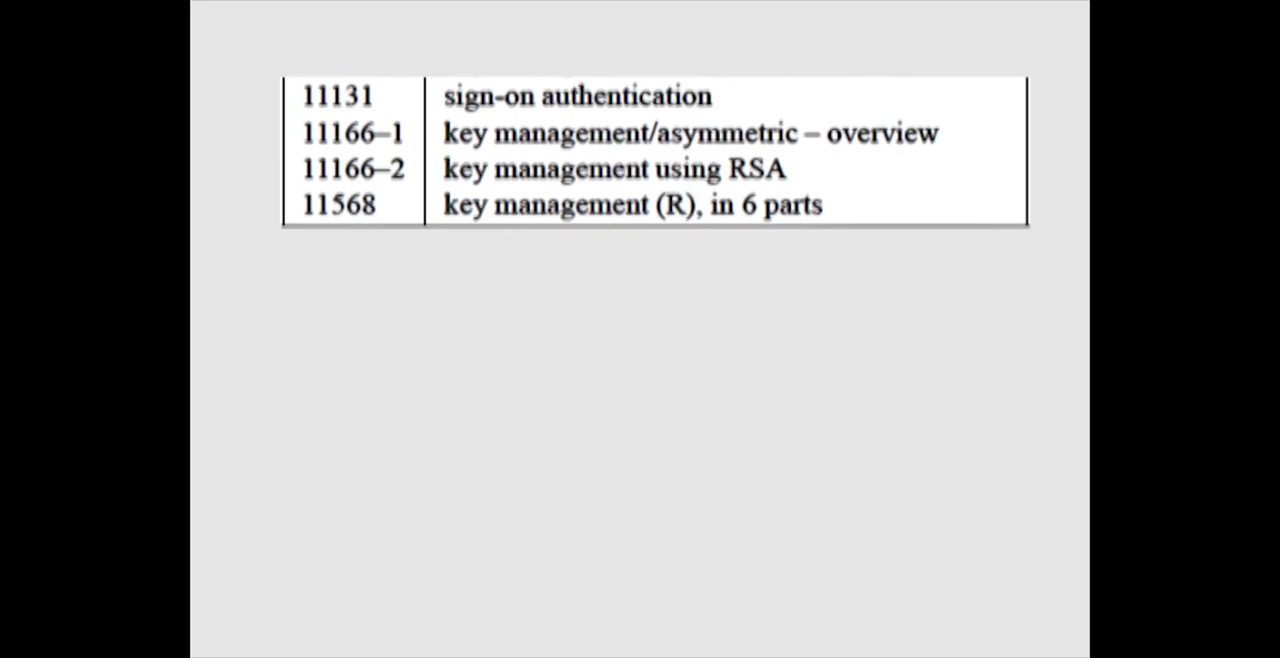 11131 sign-on authentication
11166–1 key management/asymmetric – overview
11166–2 key management using RSA
11568 key management (R), in 6 parts